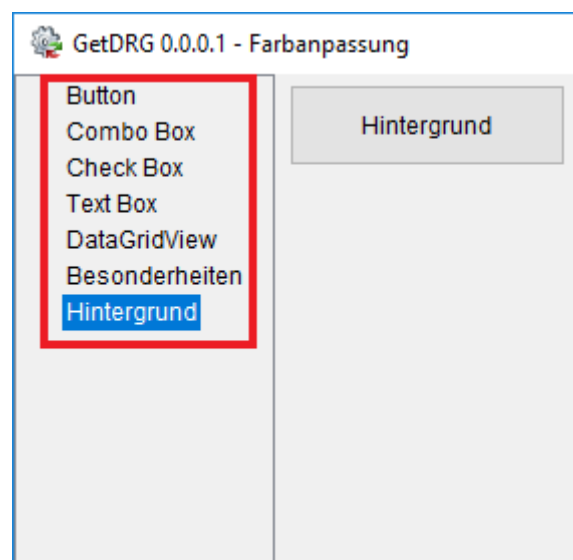 GetDRG 0.0.0.1 - Farbanpassung
Button
Combo Box
Check Box
Text Box
DataGridView
Besonderheiten
Hintergrund
Hintergrund